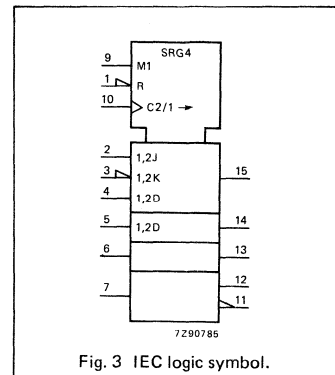 SRG4
9 M1
1 R
10 C2/1 →
2 1,2J
3 1,2K 15
4 1,2D
5 1,2D 14
6 13
7 12
11
7Z90785
Fig. 3 IEC logic symbol.